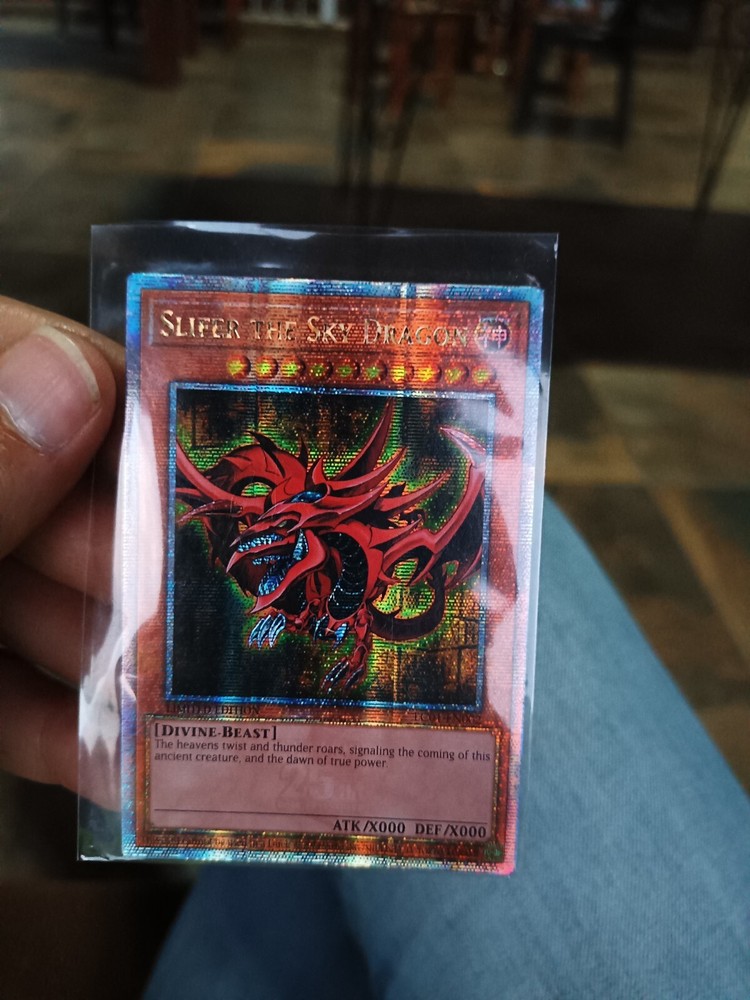 SLIFER THE SKY DRAGON 神
LIMITED EDITION
[DIVINE-BEAST]
The heavens twist and thunder roars, signaling the coming of this
ancient creature, and the dawn of true power.
ATK/X000 DEF/X000